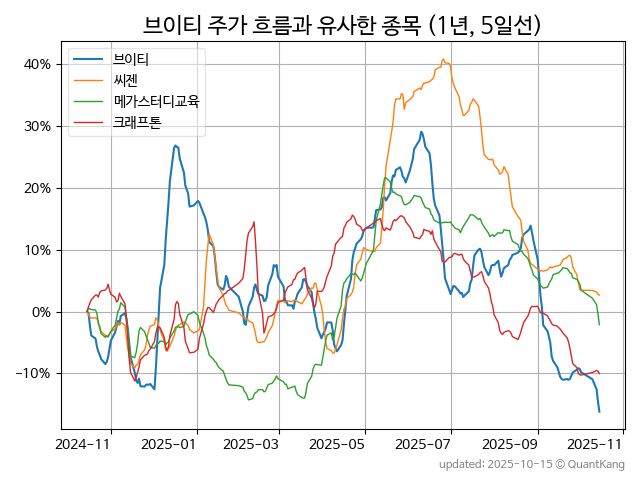 브이티 주가 흐름과 유사한 종목 (1년, 5일선)
브이티
씨젠
메가스터디교육
크래프톤
40%
30%
20%
10%
0%
−10%
2024-11
2025-01
2025-03
2025-05
2025-07
2025-09
2025-11
updated: 2025-10-15 © QuantKang